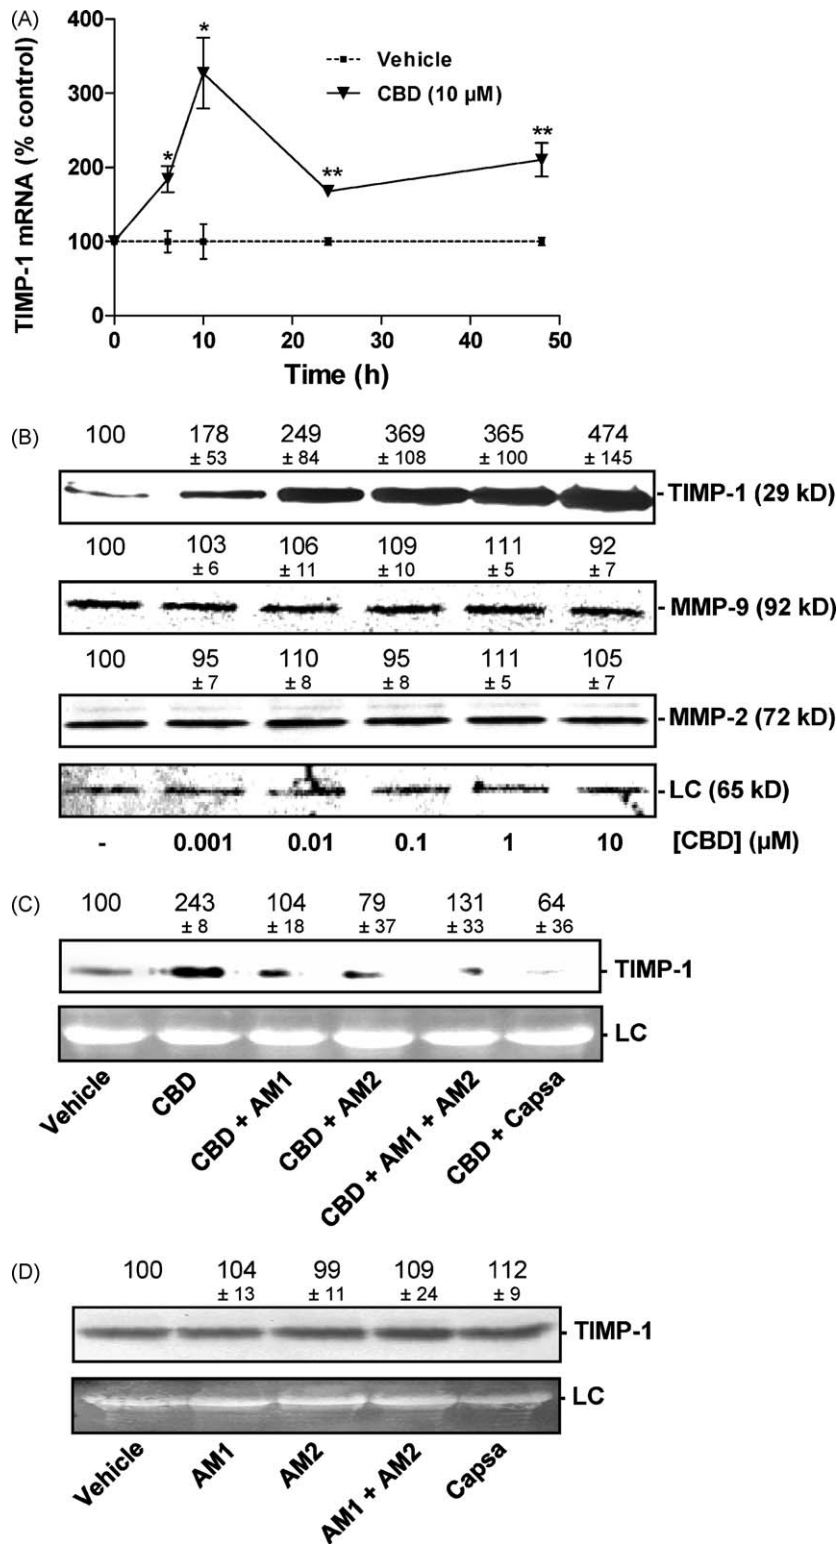 (A)
400
300
200
100
0
TIMP-1 mRNA (% control)
* * ** **
Vehicle
CBD (10 µM)
0 10 20 30 40 50
Time (h)
(B)
100 178 249 369 365 474
± 53 ± 84 ± 108 ± 100 ± 145
TIMP-1 (29 kD)
100 103 106 109 111 92
± 6 ± 11 ± 10 ± 5 ± 7
MMP-9 (92 kD)
100 95 110 95 111 105
± 7 ± 8 ± 8 ± 5 ± 7
MMP-2 (72 kD)
LC (65 kD)
- 0.001 0.01 0.1 1 10 [CBD] (µM)
(C)
100 243 104 79 131 64
± 8 ± 18 ± 37 ± 33 ± 36
TIMP-1
LC
Vehicle
CBD
CBD + AM1
CBD + AM2
CBD + AM1 + AM2
CBD + Capsa
(D)
100 104 99 109 112
± 13 ± 11 ± 24 ± 9
TIMP-1
LC
Vehicle
AM1
AM2
AM1 + AM2
Capsa